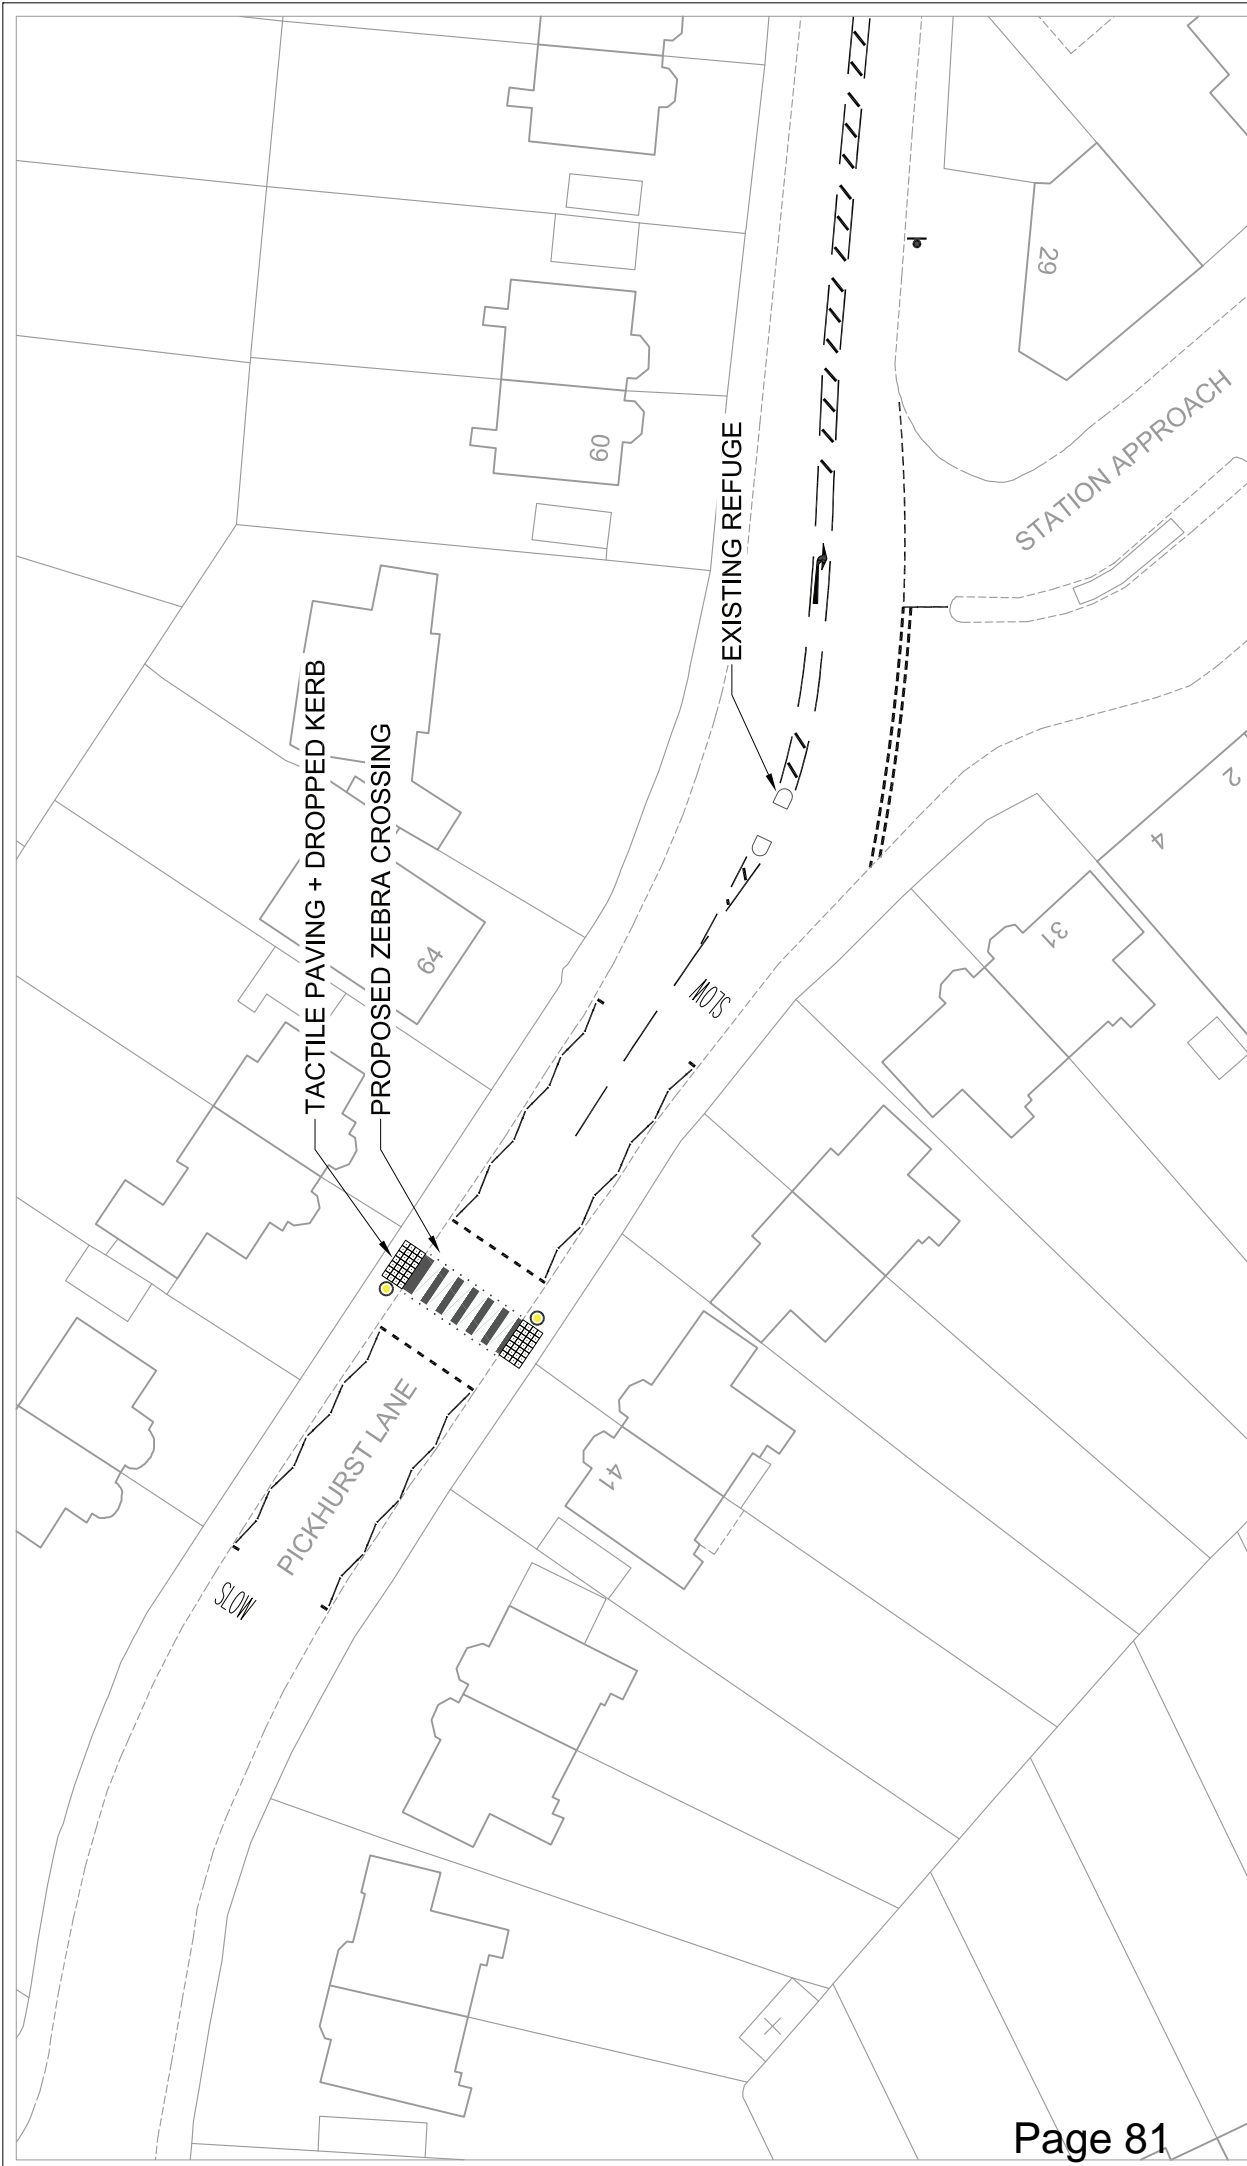 29
STATION APPROACH
60
EXISTING REFUGE
TACTILE PAVING + DROPPED KERB
PROPOSED ZEBRA CROSSING
64
2
4
31
SLOW
41
PICKHURST LANE
SLOW
Page 81